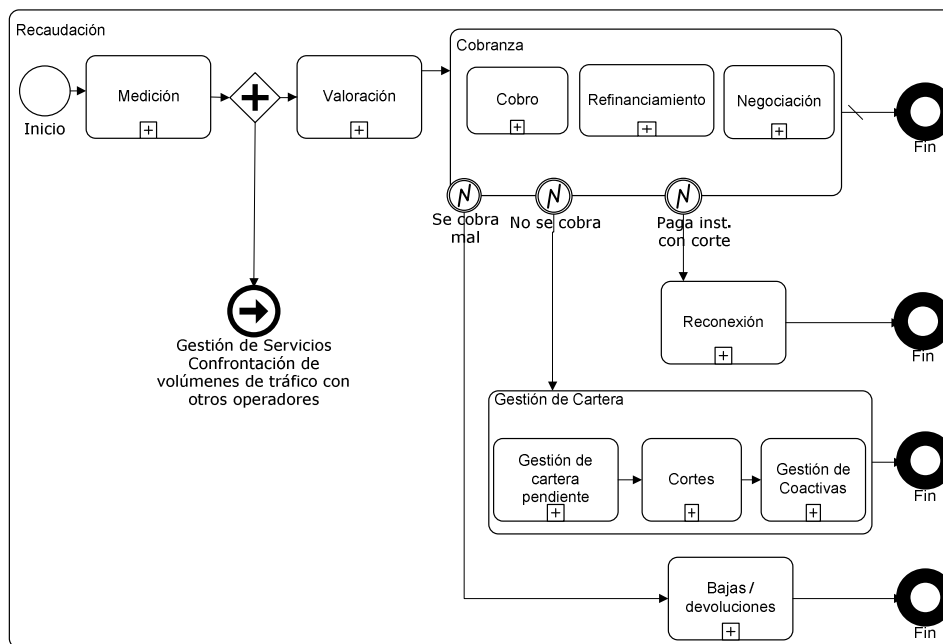 Recaudación
Inicio
Medición
Valoración
Cobranza
Cobro
Refinanciamiento
Negociación
Fin
Se cobra
mal
No se cobra
Paga inst.
con corte
Gestión de Servicios
Confrontación de
volúmenes de tráfico con
otros operadores
Reconexión
Fin
Gestión de Cartera
Gestión de
cartera
pendiente
Cortes
Gestión de
Coactivas
Fin
Bajas /
devoluciones
Fin